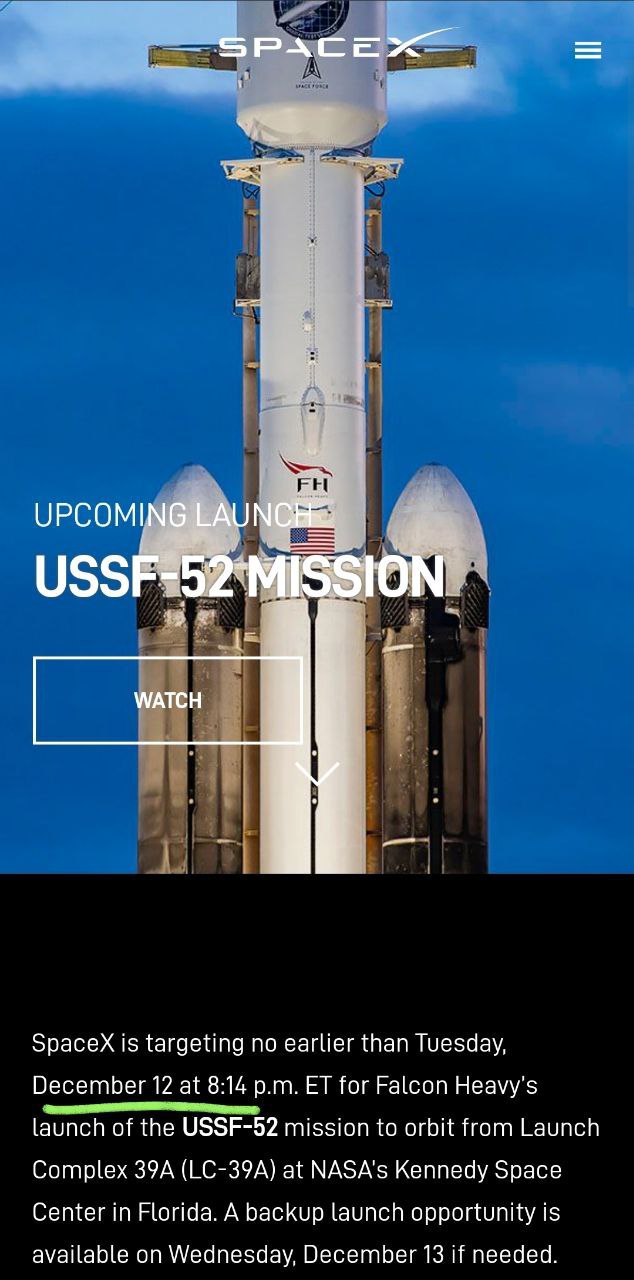 SPACEX
SPACE FORCE
FH
FALCON HEAVY
UPCOMING LAUNCH
USSF-52 MISSION
WATCH
SpaceX is targeting no earlier than Tuesday,
December 12 at 8:14 p.m. ET for Falcon Heavy's
launch of the USSF-52 mission to orbit from Launch
Complex 39A (LC-39A) at NASA's Kennedy Space
Center in Florida. A backup launch opportunity is
available on Wednesday, December 13 if needed.